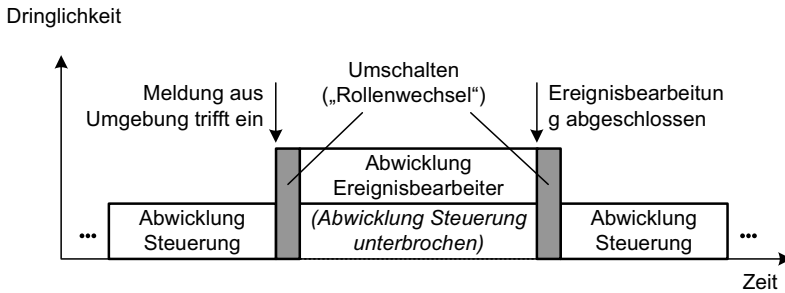 Dringlichkeit
Meldung aus
Umgebung trifft ein
Umschalten
(„Rollenwechsel“)
Ereignisbearbeitun
g abgeschlossen
Abwicklung
Ereignisbearbeiter
... Abwicklung
Steuerung
(Abwicklung Steuerung
unterbrochen)
Abwicklung
Steuerung ...
Zeit